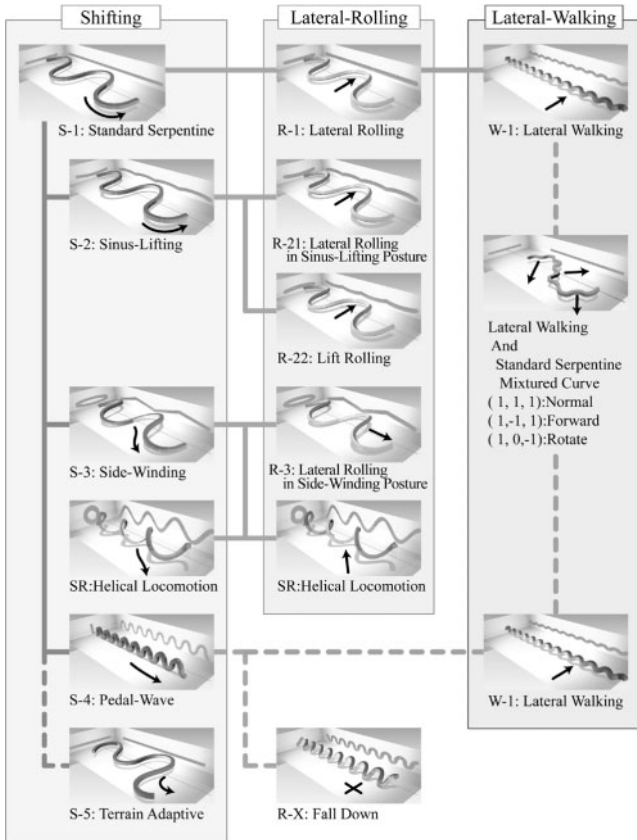 Shifting
Lateral-Rolling
Lateral-Walking
S-1: Standard Serpentine
R-1: Lateral Rolling
W-1: Lateral Walking
S-2: Sinus-Lifting
R-21: Lateral Rolling
in Sinus-Lifting Posture
R-22: Lift Rolling
Lateral Walking
And
Standard Serpentine
Mixtured Curve
( 1, 1, 1):Normal
( 1,-1, 1):Forward
( 1, 0,-1):Rotate
S-3: Side-Winding
R-3: Lateral Rolling
in Side-Winding Posture
SR:Helical Locomotion
SR:Helical Locomotion
S-4: Pedal-Wave
W-1: Lateral Walking
S-5: Terrain Adaptive
R-X: Fall Down